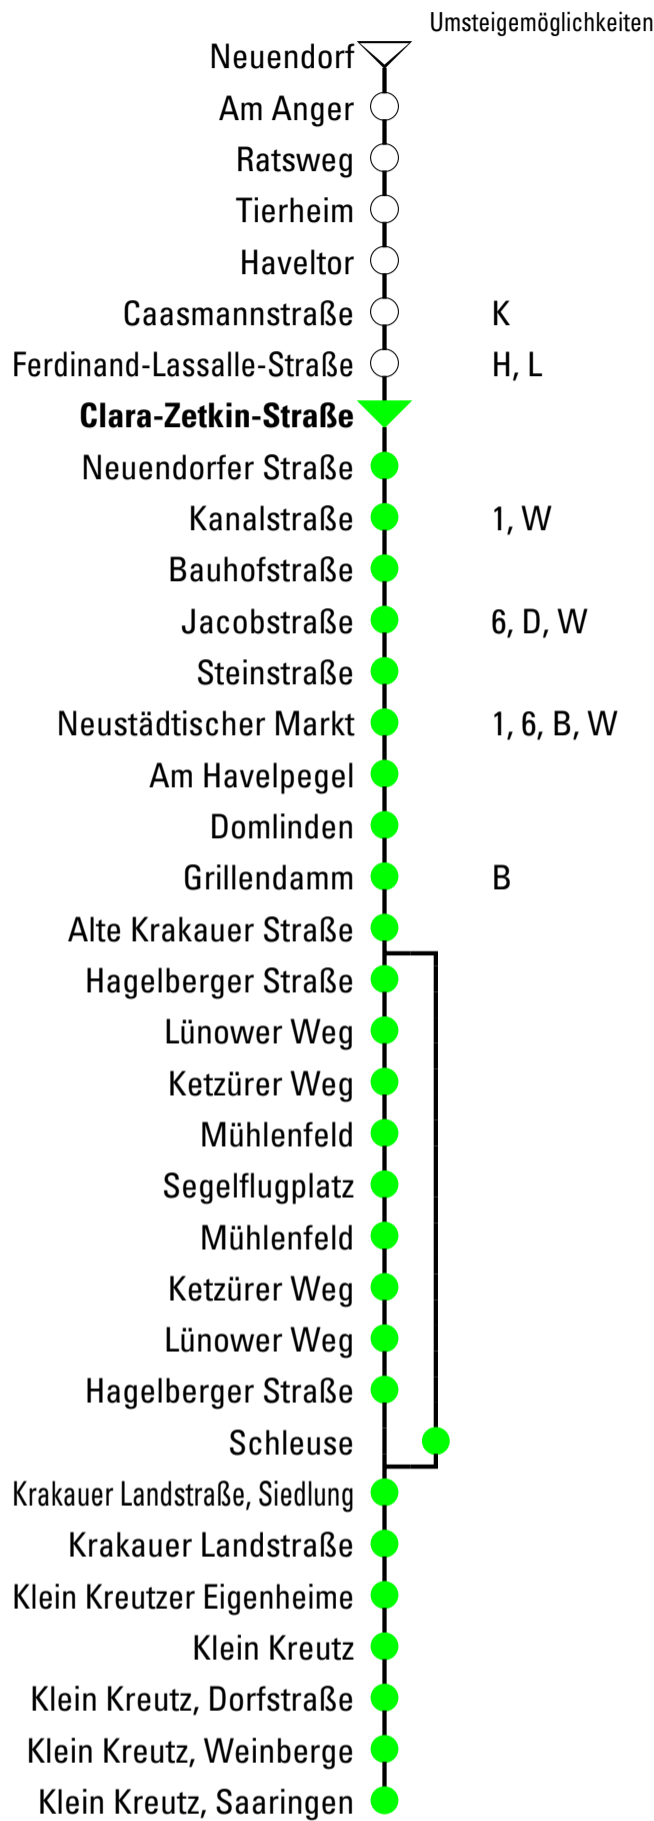 Umsteigemöglichkeiten
Neuendorf
Am Anger
Ratsweg
Tierheim
Haveltor
Caasmannstraße K
Ferdinand-Lassalle-Straße H, L
Clara-Zetkin-Straße
Neuendorfer Straße
Kanalstraße 1, W
Bauhofstraße
Jacobstraße 6, D, W
Steinstraße
Neustädtischer Markt 1, 6, B, W
Am Havelpegel
Domlinden
Grillendamm B
Alte Krakauer Straße
Hagelberger Straße
Lünower Weg
Ketzürer Weg
Mühlenfeld
Segelflugplatz
Mühlenfeld
Ketzürer Weg
Lünower Weg
Hagelberger Straße
Schleuse
Krakauer Landstraße, Siedlung
Krakauer Landstraße
Klein Kreutzer Eigenheime
Klein Kreutz
Klein Kreutz, Dorfstraße
Klein Kreutz, Weinberge
Klein Kreutz, Saaringen